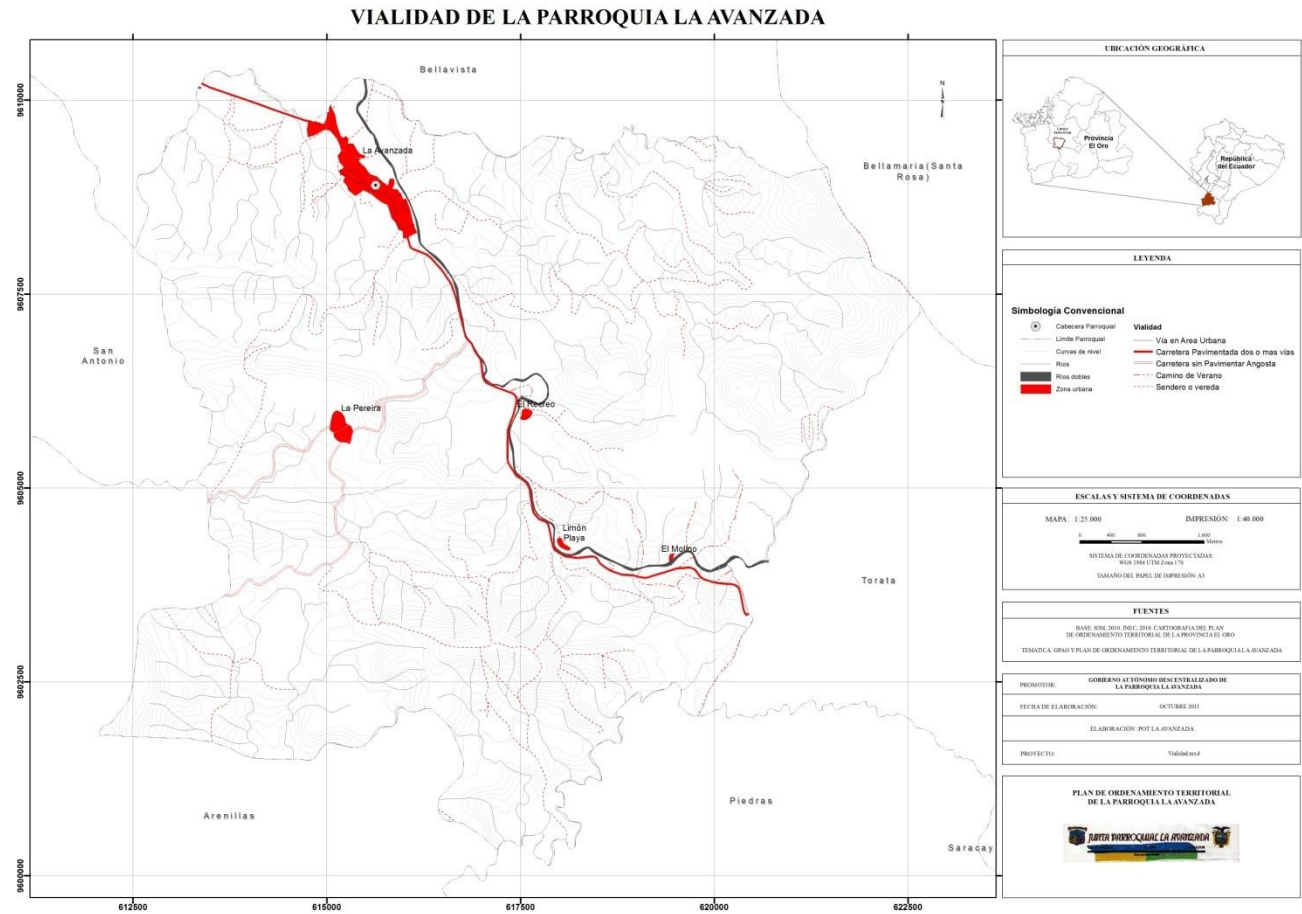 VIALIDAD DE LA PARROQUIA LA AVANZADA
Bellavista
N
La Avanzada
Bellamaria(Santa
Rosa)
San
Antonio
La Pereira
El Recreo
Limón
Playa
El Molino
Torata
Arenillas
Piedras
Saracay
9610000
9607500
9605000
9602500
9600000
612500
615000
617500
620000
622500
UBICACIÓN GEOGRÁFICA
Provincia
El Oro
República
del Ecuador
LEYENDA
Simbología Convencional
Cabecera Parroquial
Límite Parroquial
Curvas de nivel
Ríos
Ríos dobles
Zona urbana
Vialidad
Vía en Area Urbana
Carretera Pavimentada dos o mas vías
Carretera sin Pavimentar Angosta
Camino de Verano
Sendero o vereda
ESCALAS Y SISTEMA DE COORDENADAS
MAPA: 1:25.000 IMPRESIÓN: 1:40.000
0 400 800 1.600
Metros
SISTEMA DE COORDENADAS PROYECTADAS:
WGS 1984 UTM Zona 17S
TAMAÑO DEL PAPEL DE IMPRESIÓN: A3
FUENTES
BASE: IGM, 2010. INEC, 2010. CARTOGRAFIA DEL PLAN
DE ORDENAMIENTO TERRITORIAL DE LA PROVINCIA EL ORO
TEMATICA: GPAO Y PLAN DE ORDENAMIENTO TERRITORIAL DE LA PARROQUIA LA AVANZADA
PROMOTOR: GOBIERNO AUTÓNOMO DESCENTRALIZADO DE
LA PARROQUIA LA AVANZADA
FECHA DE ELABORACIÓN: OCTUBRE 2011
ELABORACIÓN: POT LA AVANZADA
PROYECTO: Vialidad.mxd
PLAN DE ORDENAMIENTO TERRITORIAL
DE LA PARROQUIA LA AVANZADA
JUNTA PARROQUIAL LA AVANZADA